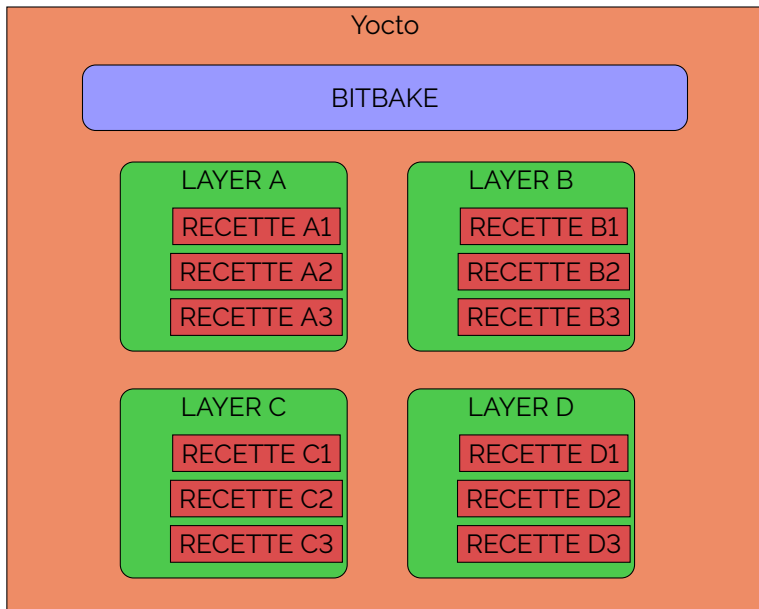 Yocto
BITBAKE
LAYER A
RECETTE A1
RECETTE A2
RECETTE A3
LAYER B
RECETTE B1
RECETTE B2
RECETTE B3
LAYER C
RECETTE C1
RECETTE C2
RECETTE C3
LAYER D
RECETTE D1
RECETTE D2
RECETTE D3